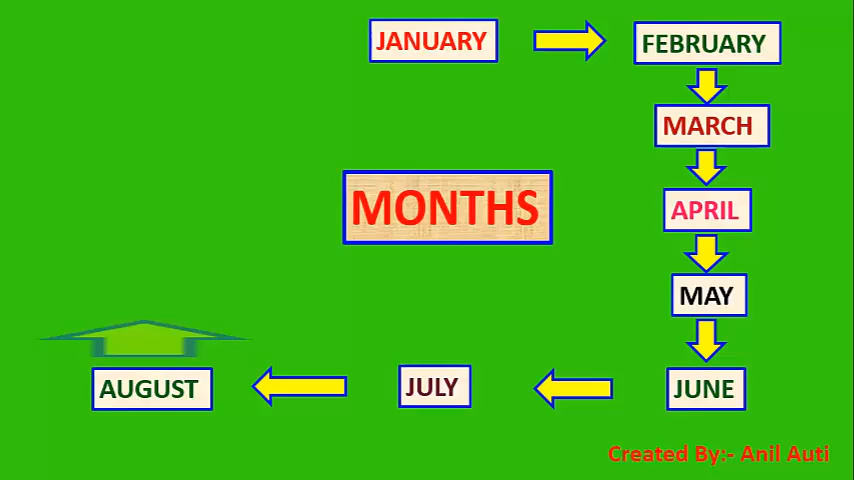 JANUARY
FEBRUARY
MARCH
MONTHS
APRIL
MAY
JUNE
JULY
AUGUST
Created By:- Anil Auti